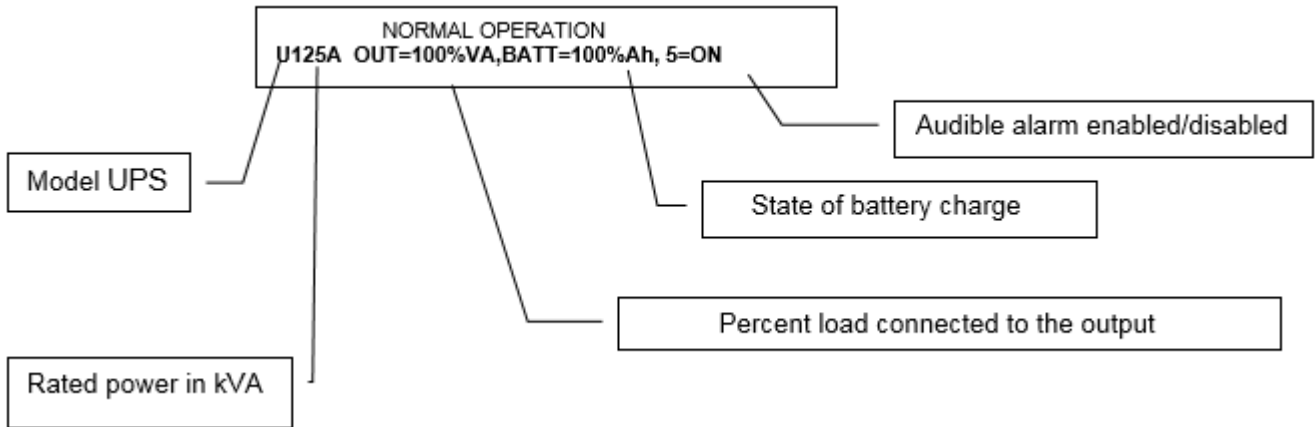 NORMAL OPERATION
U125A OUT=100%VA,BATT=100%Ah, 5=ON
Audible alarm enabled/disabled
Model UPS
State of battery charge
Percent load connected to the output
Rated power in kVA